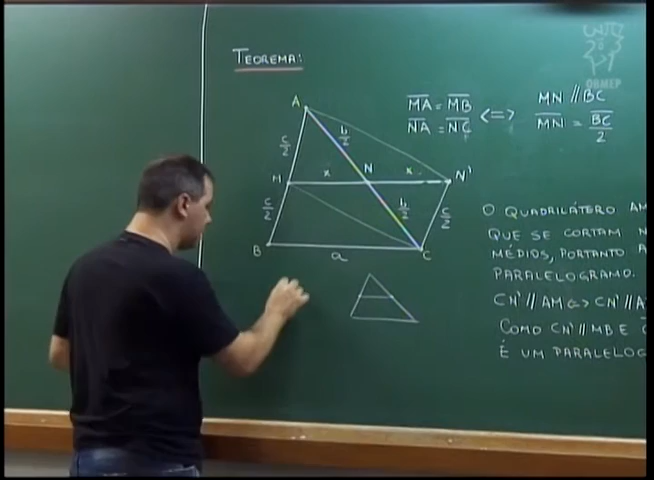 OBMEP
TEOREMA:
MA = MB <=> MN // BC
NA = NC MN = BC/2
A
c/2
b/2
M
x
N
x
N'
c/2
b/2
c/2
B
a
C
O QUADRILÁTERO AM
QUE SE CORTAM N
MÉDIOS, PORTANTO
PARALELOGRAMO.
CN' // AM <=> CN' // A
COMO CN' // MB E
É UM PARALELOG